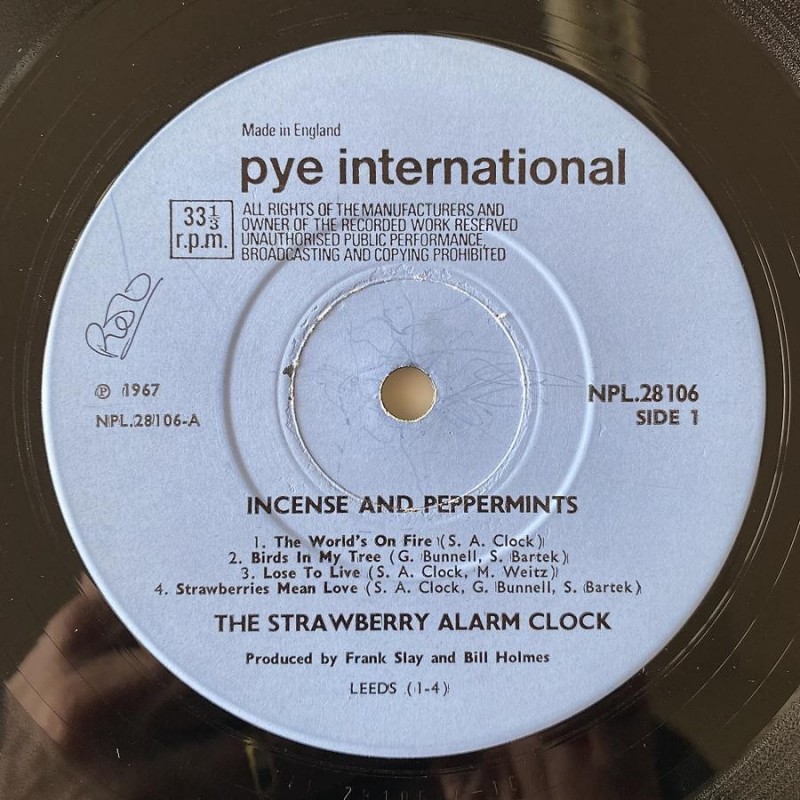 Made in England
pye international
33 1/3
r.p.m.
ALL RIGHTS OF THE MANUFACTURERS AND
OWNER OF THE RECORDED WORK RESERVED
UNAUTHORISED PUBLIC PERFORMANCE,
BROADCASTING AND COPYING PROHIBITED
℗ 1967
NPL.28106-A
NPL.28106
SIDE 1
INCENSE AND PEPPERMINTS
1. The World's On Fire (S. A. Clock)
2. Birds In My Tree (G. Bunnell, S. Bartek)
3. Lose To Live (S. A. Clock, M. Weitz)
4. Strawberries Mean Love (S. A. Clock, G. Bunnell, S. Bartek)
THE STRAWBERRY ALARM CLOCK
Produced by Frank Slay and Bill Holmes
LEEDS (1-4)